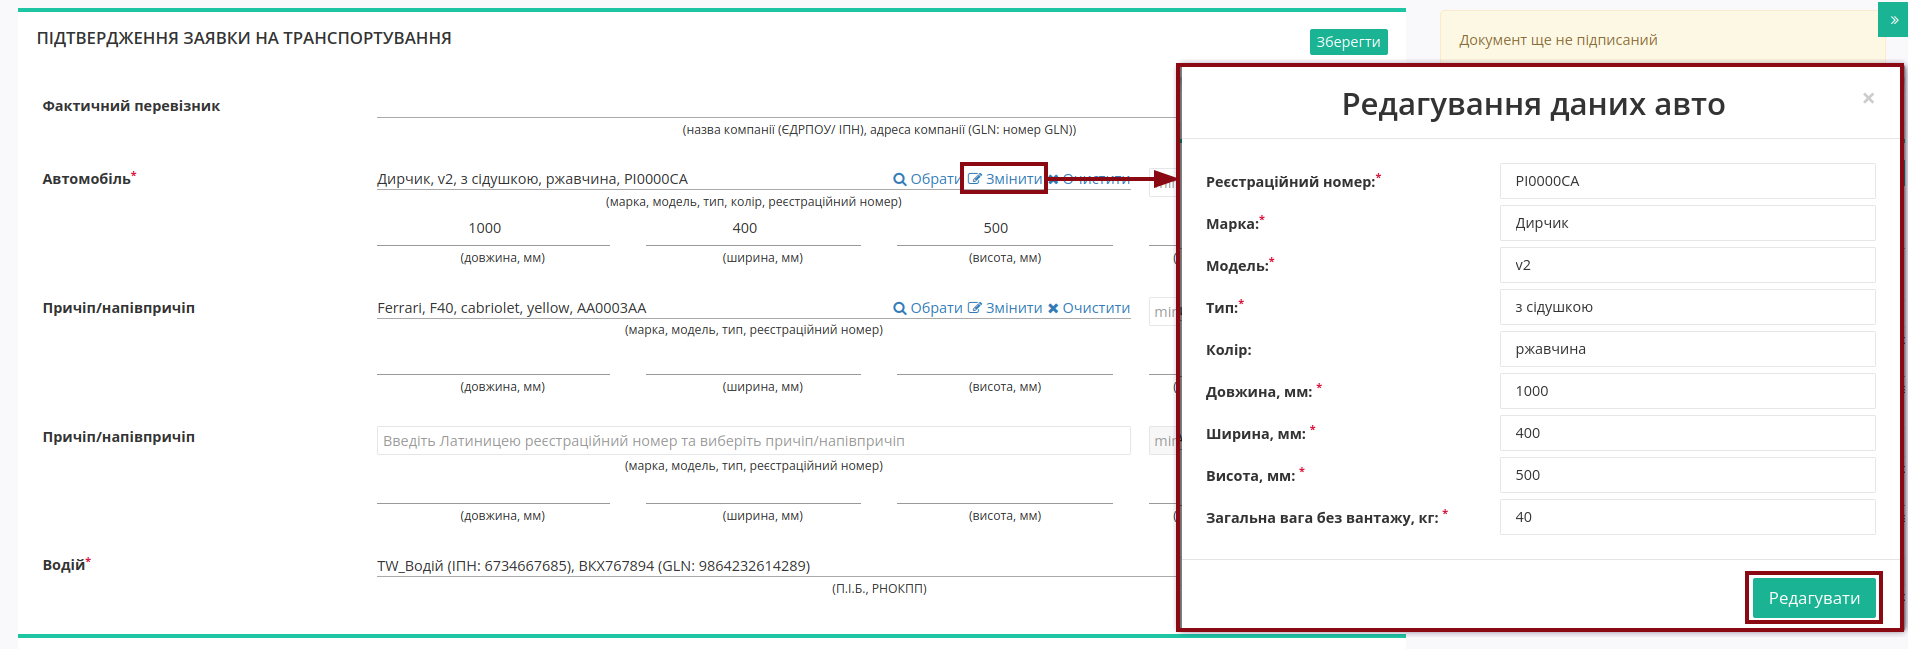 ПІДТВЕРДЖЕННЯ ЗАЯВКИ НА ТРАНСПОРТУВАННЯ
Зберегти
Документ ще не підписаний
»
Фактичний перевізник
(назва компанії (ЄДРПОУ/ ІПН), адреса компанії (GLN: номер GLN))
Автомобіль*
Дирчик, v2, з сідушкою, ржавчина, PI0000CA
Обрати Змінити Очистити
(марка, модель, тип, колір, реєстраційний номер)
1000 400 500
(довжина, мм) (ширина, мм) (висота, мм)
Причіп/напівпричіп
Ferrari, F40, cabriolet, yellow, AA0003AA
Обрати Змінити Очистити
(марка, модель, тип, реєстраційний номер)
(довжина, мм) (ширина, мм) (висота, мм)
Причіп/напівпричіп
Введіть Латиницею реєстраційний номер та виберіть причіп/напівпричіп
(марка, модель, тип, реєстраційний номер)
(довжина, мм) (ширина, мм) (висота, мм)
Водій*
TW_Водій (ІПН: 6734667685), BKX767894 (GLN: 9864232614289)
(П.І.Б., РНОКПП)
Редагування даних авто
×
Реєстраційний номер:* PI0000CA
Марка:* Дирчик
Модель:* v2
Тип:* з сідушкою
Колір: ржавчина
Довжина, мм: * 1000
Ширина, мм: * 400
Висота, мм: * 500
Загальна вага без вантажу, кг: * 40
Редагувати